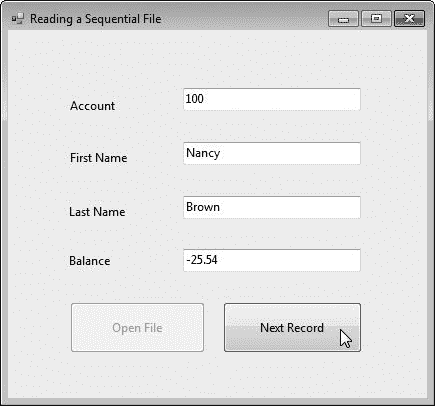 Reading a Sequential File
Account 100
First Name Nancy
Last Name Brown
Balance -25.54
Open File Next Record